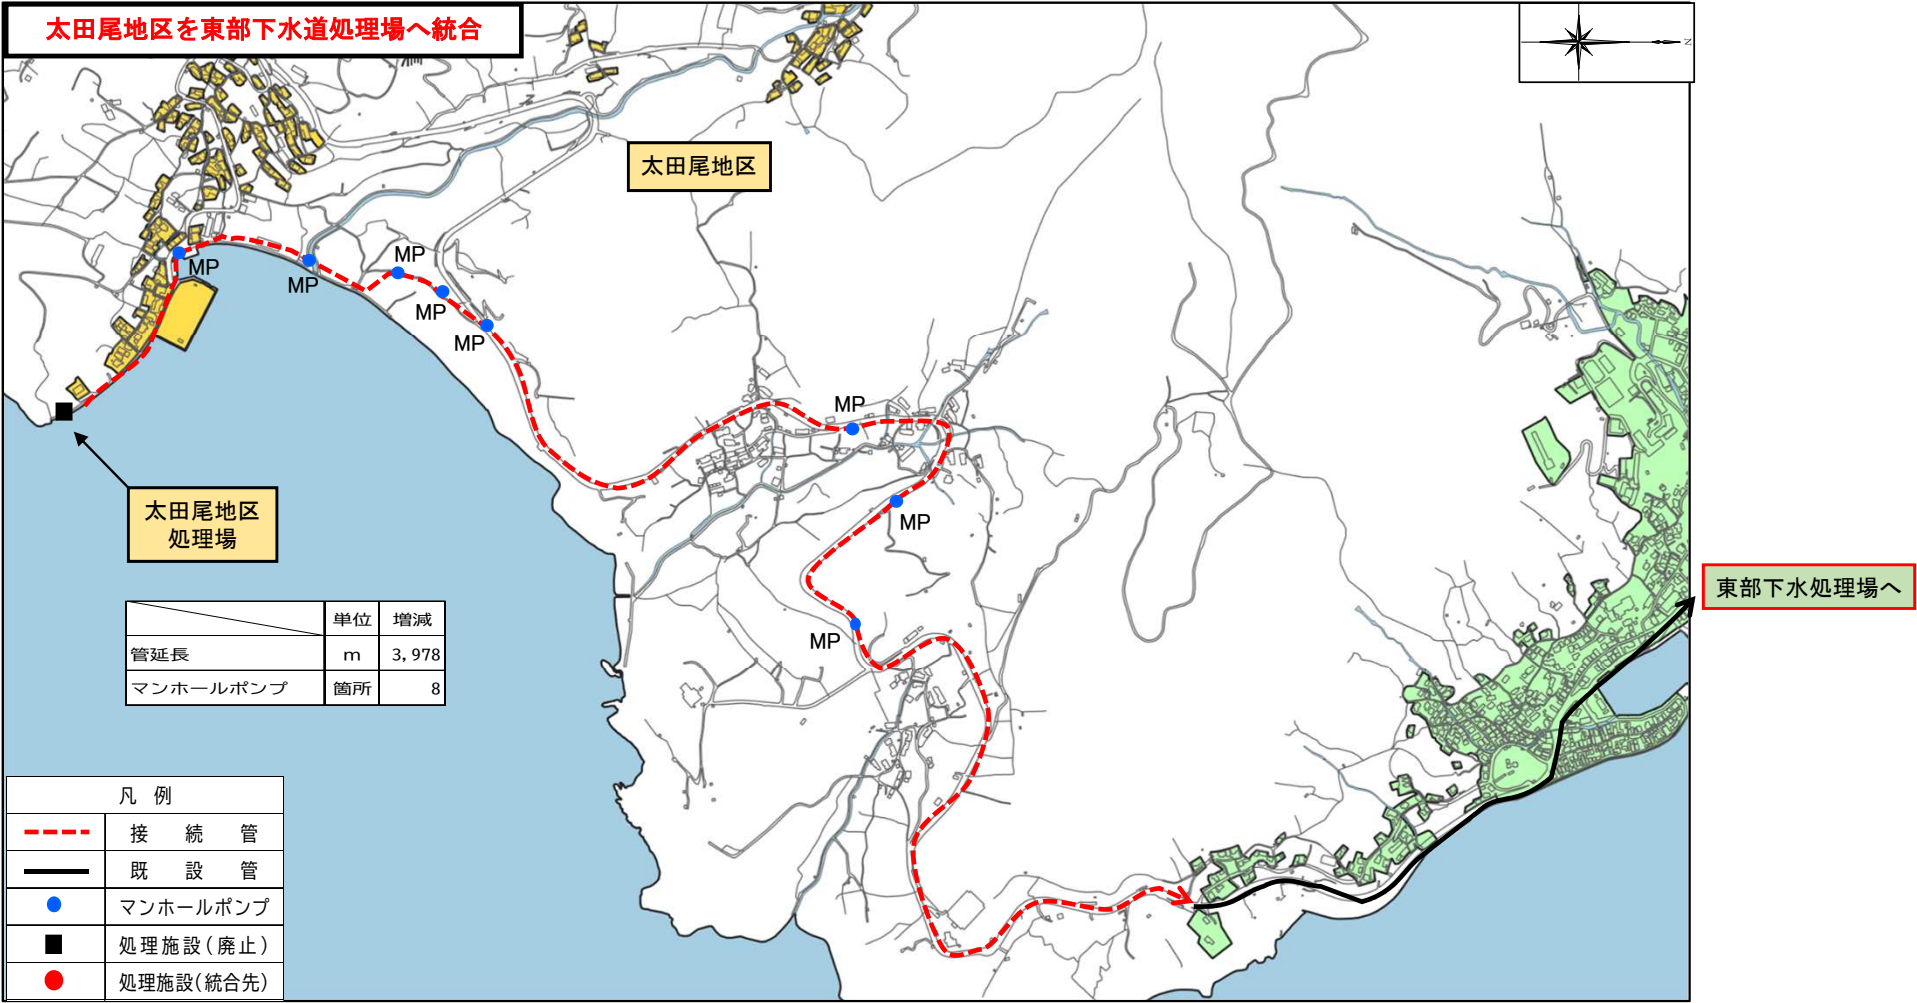 太田尾地区を東部下水道処理場へ統合
N
太田尾地区
MP
MP
MP
MP
MP
MP
MP
MP
太田尾地区
処理場
東部下水処理場へ
単位 増減
管延長 m 3,978
マンホールポンプ 箇所 8
凡 例
接 続 管
既 設 管
マンホールポンプ
処理施設(廃止)
処理施設(統合先)